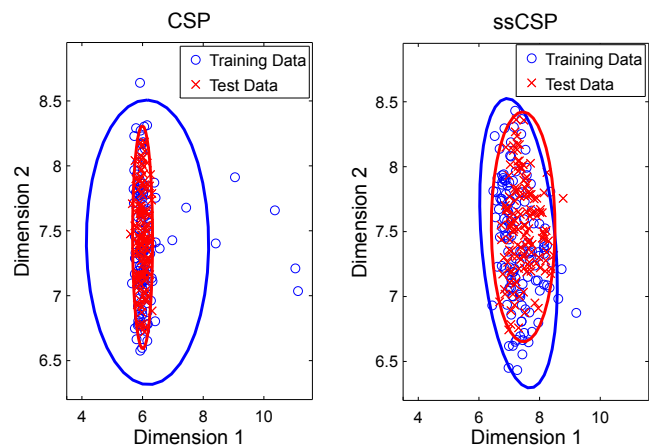 CSP
Training Data
Test Data
8.5
8
7.5
7
6.5
4 6 8 10
Dimension 1
Dimension 2
ssCSP
Training Data
Test Data
8.5
8
7.5
7
6.5
4 6 8 10
Dimension 1
Dimension 2